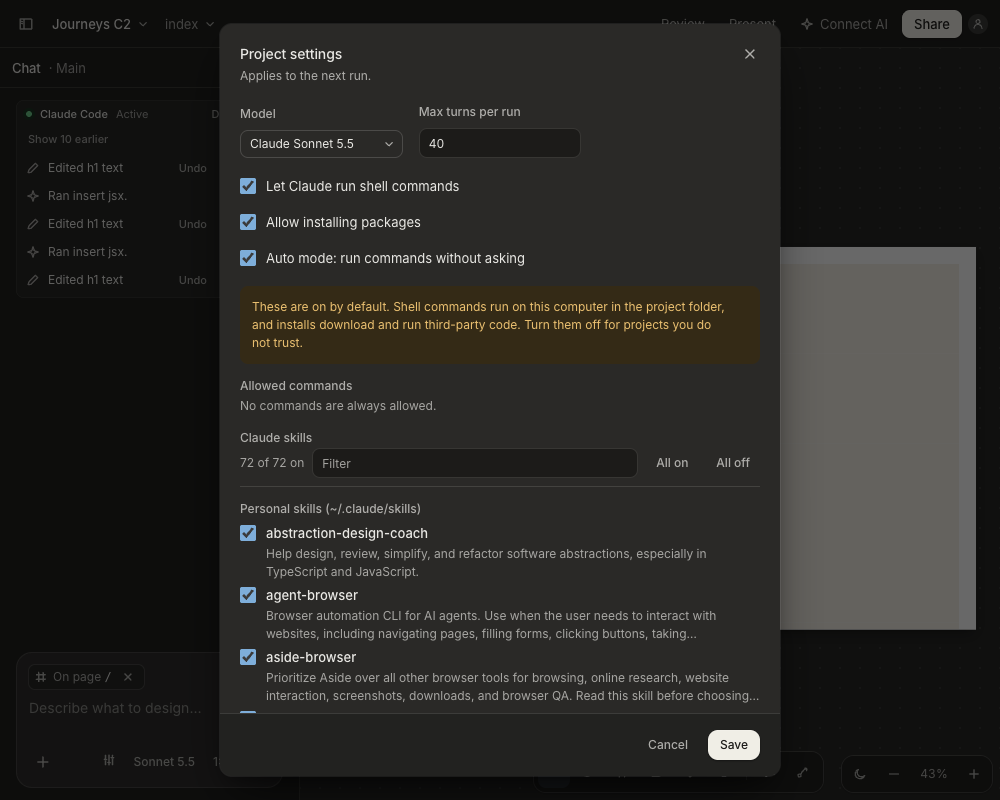 Journeys C2
index
Review
Present
Connect AI
Share
Chat · Main
Claude Code Active
Show 10 earlier
Edited h1 text Undo
Ran insert jsx.
Edited h1 text Undo
Ran insert jsx.
Edited h1 text Undo
On page /
Describe what to design...
Sonnet 5.5
Project settings
Applies to the next run.
Model
Claude Sonnet 5.5
Max turns per run
40
Let Claude run shell commands
Allow installing packages
Auto mode: run commands without asking
These are on by default. Shell commands run on this computer in the project folder,
and installs download and run third-party code. Turn them off for projects you do
not trust.
Allowed commands
No commands are always allowed.
Claude skills
72 of 72 on
Filter
All on
All off
Personal skills (~/.claude/skills)
abstraction-design-coach
Help design, review, simplify, and refactor software abstractions, especially in
TypeScript and JavaScript.
agent-browser
Browser automation CLI for AI agents. Use when the user needs to interact with
websites, including navigating pages, filling forms, clicking buttons, taking...
aside-browser
Prioritize Aside over all other browser tools for browsing, online research, website
interaction, screenshots, downloads, and browser QA. Read this skill before choosing...
Cancel
Save
43%